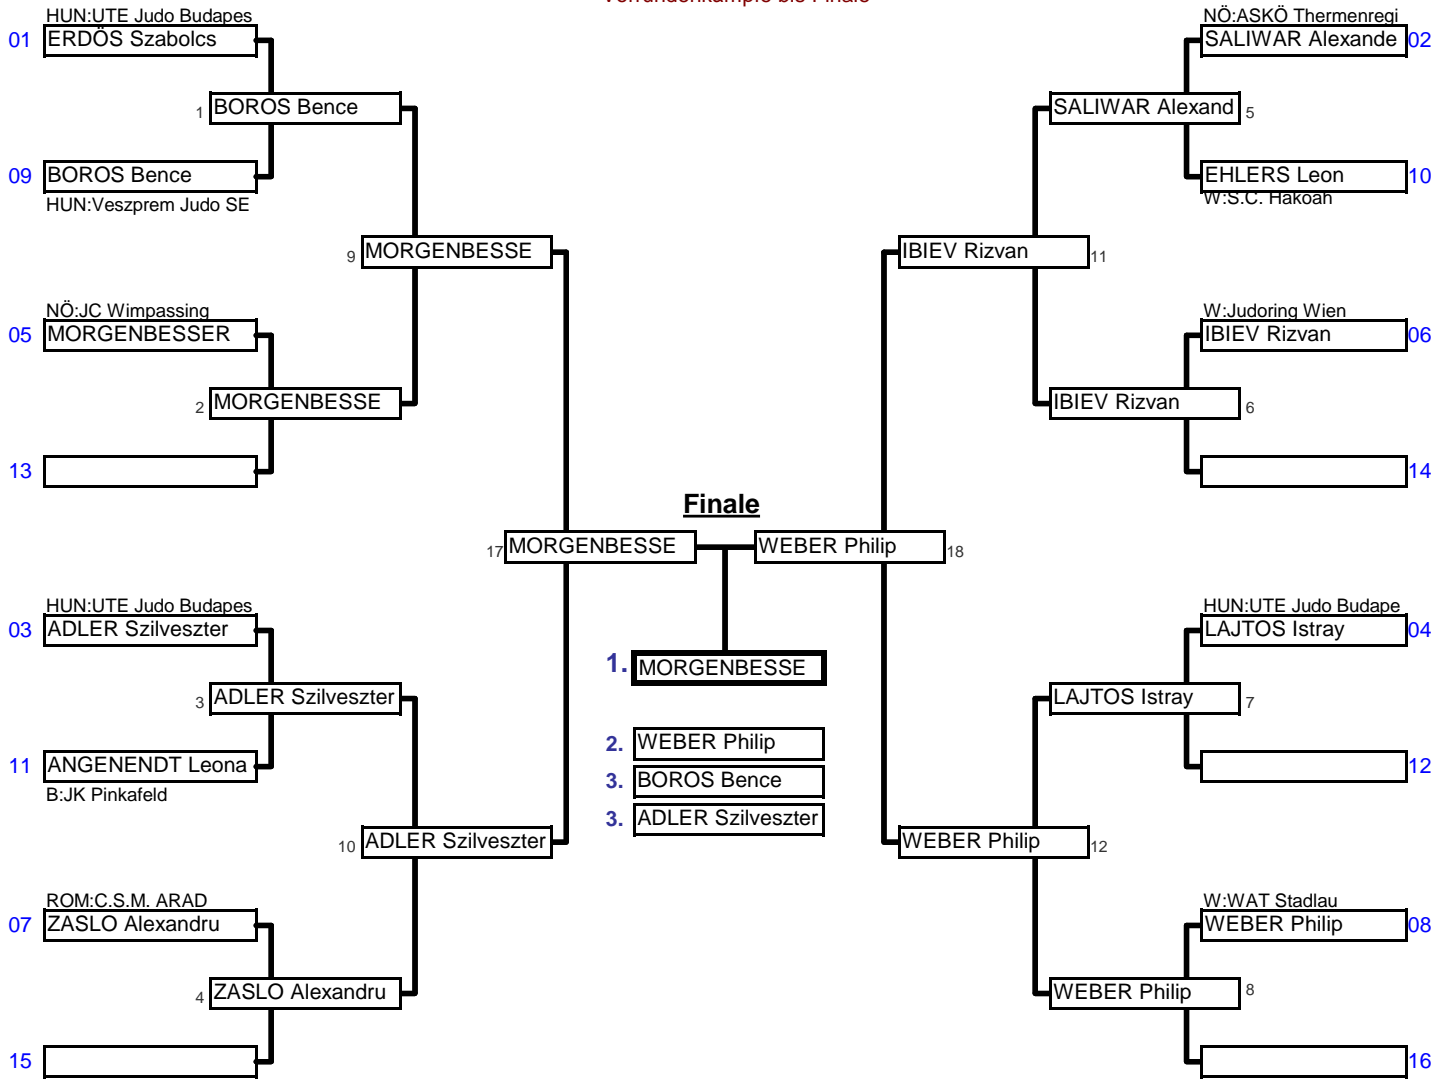 Vorrundenkämpfe bis Finale
HUN:UTE Judo Budapes
01 ERDÖS Szabolcs
1 BOROS Bence
09 BOROS Bence
HUN:Veszprem Judo SE
9 MORGENBESSE
NÖ:JC Wimpassing
05 MORGENBESSER
2 MORGENBESSE
13
17 MORGENBESSE
HUN:UTE Judo Budapes
03 ADLER Szilveszter
3 ADLER Szilveszter
11 ANGENENDT Leona
B:JK Pinkafeld
10 ADLER Szilveszter
ROM:C.S.M. ARAD
07 ZASLO Alexandru
4 ZASLO Alexandru
15
Finale
1. MORGENBESSE
2. WEBER Philip
3. BOROS Bence
3. ADLER Szilveszter
NÖ:ASKÖ Thermenregi
SALIWAR Alexande 02
SALIWAR Alexand 5
EHLERS Leon 10
W:S.C. Hakoah
IBIEV Rizvan 11
W:Judoring Wien
IBIEV Rizvan 06
IBIEV Rizvan 6
14
WEBER Philip 18
HUN:UTE Judo Budape
LAJTOS Istray 04
LAJTOS Istray 7
12
WEBER Philip 12
W:WAT Stadlau
WEBER Philip 08
WEBER Philip 8
16